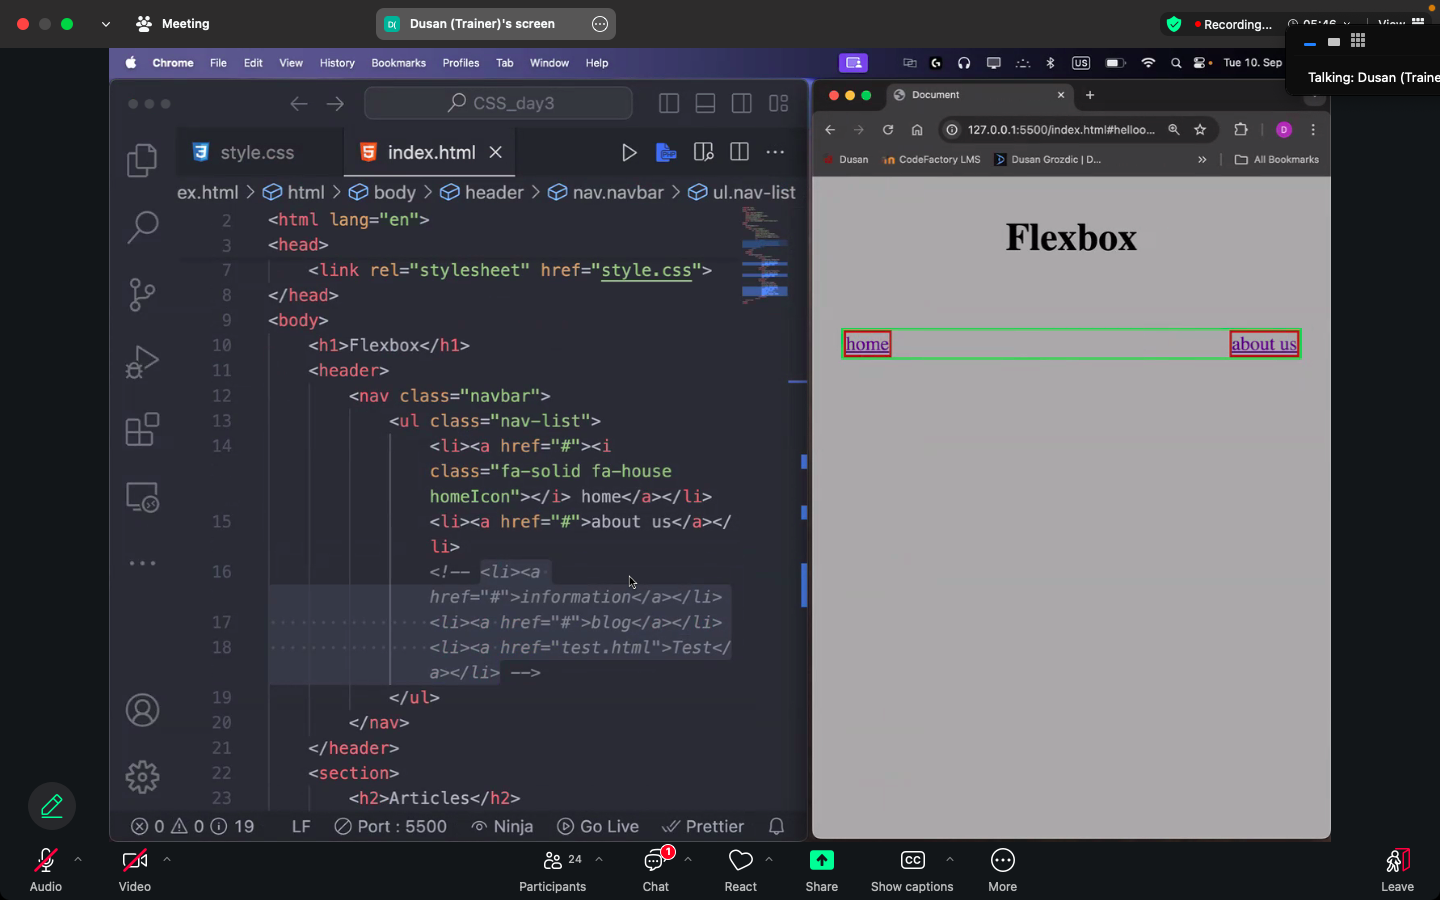 Meeting
D( Dusan (Trainer)'s screen
Recording...
05:46
View
Talking: Dusan (Traine
Chrome File Edit View History Bookmarks Profiles Tab Window Help
US
Tue 10. Sep
CSS_day3
style.css
index.html
ex.html > html > body > header > nav.navbar > ul.nav-list
2 <html lang="en">
3 <head>
7 <link rel="stylesheet" href="style.css">
8 </head>
9 <body>
10 <h1>Flexbox</h1>
11 <header>
12 <nav class="navbar">
13 <ul class="nav-list">
14 <li><a href="#"><i
class="fa-solid fa-house
homeIcon"></i> home</a></li>
15 <li><a href="#">about us</a></
li>
16 <!-- <li><a
href="#">information</a></li>
17 <li><a href="#">blog</a></li>
18 <li><a href="test.html">Test</
a></li> -->
19 </ul>
20 </nav>
21 </header>
22 <section>
23 <h2>Articles</h2>
0 0 19 LF Port : 5500 Ninja Go Live Prettier
Document
127.0.0.1:5500/index.html#helloo...
D
Dusan
CodeFactory LMS
Dusan Grozdic | D...
All Bookmarks
Flexbox
home
about us
Audio
Video
24
Participants
1
Chat
React
Share
CC
Show captions
More
Leave